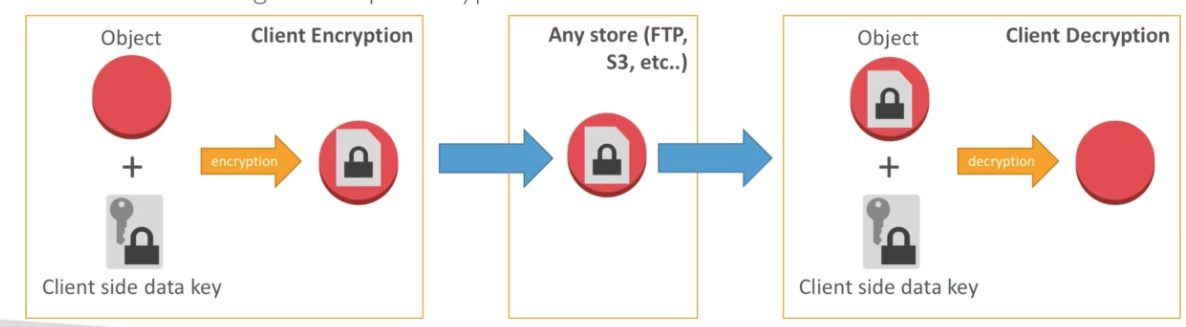 Object
Client Encryption
+
encryption
Client side data key
Any store (FTP,
S3, etc..)
Object
Client Decryption
+
decryption
Client side data key